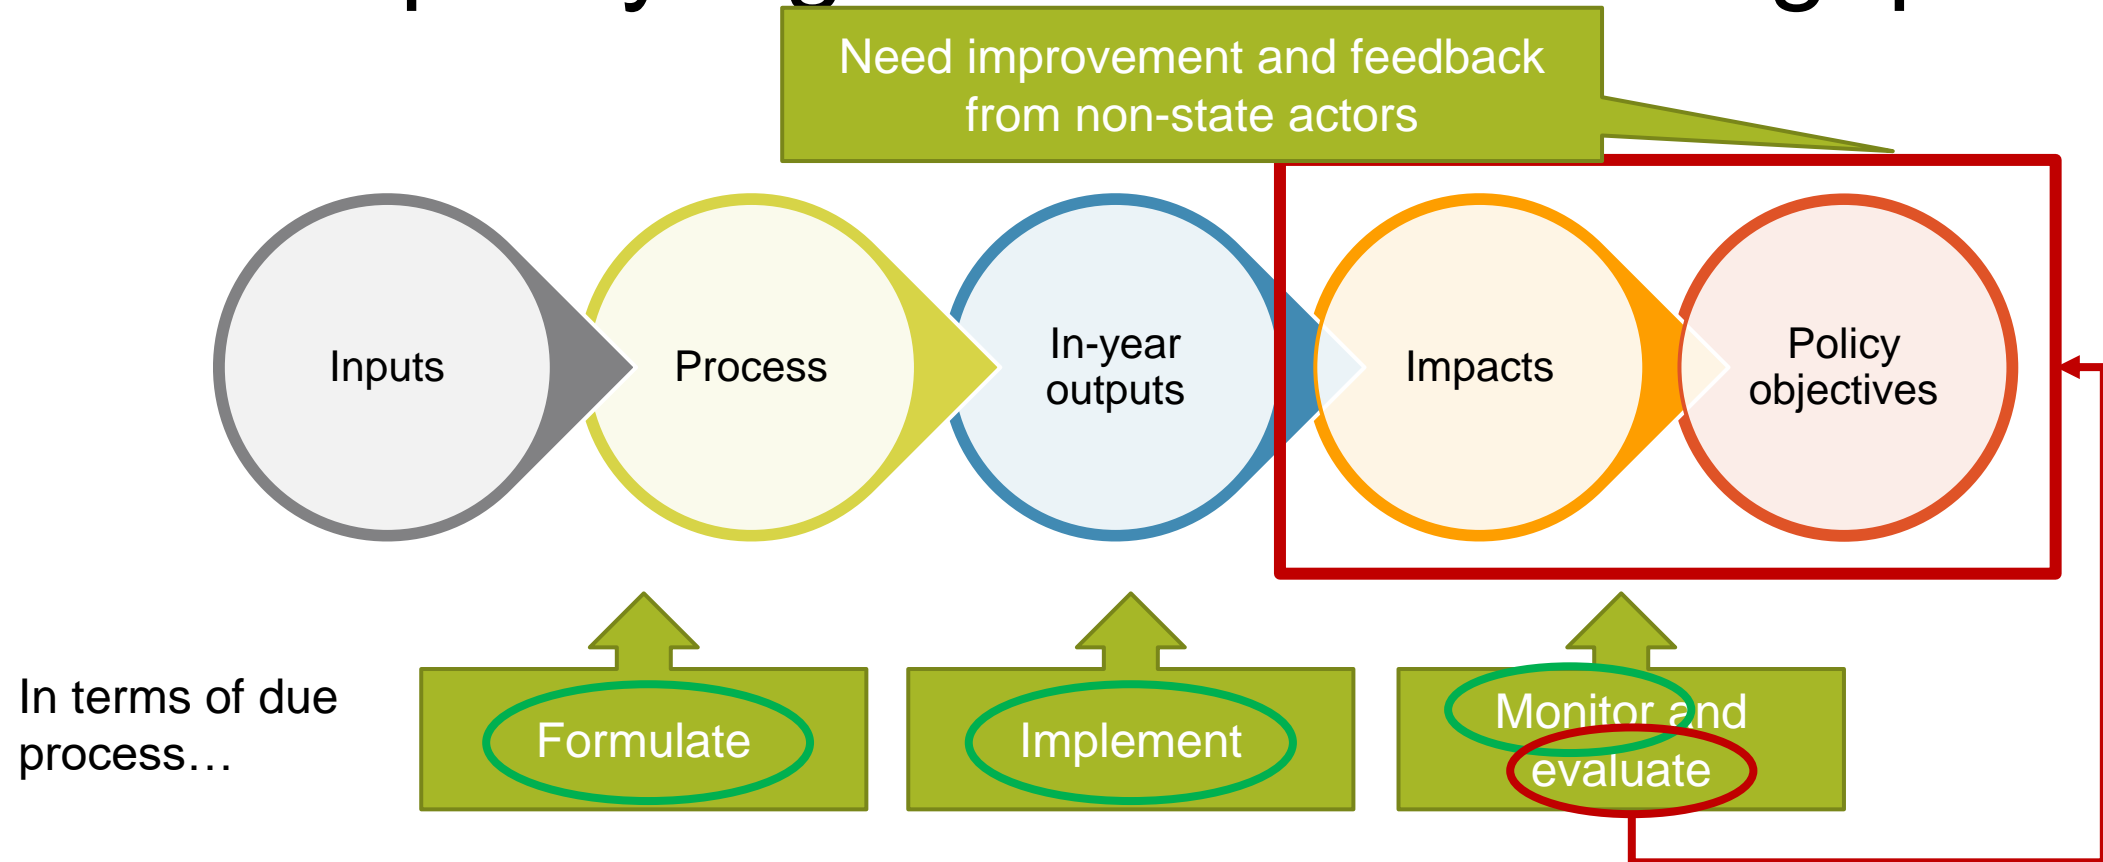 Need improvement and feedback
from non-state actors
Inputs
Process
In-year
outputs
Impacts
Policy
objectives
In terms of due
process…
Formulate
Implement
Monitor and
evaluate